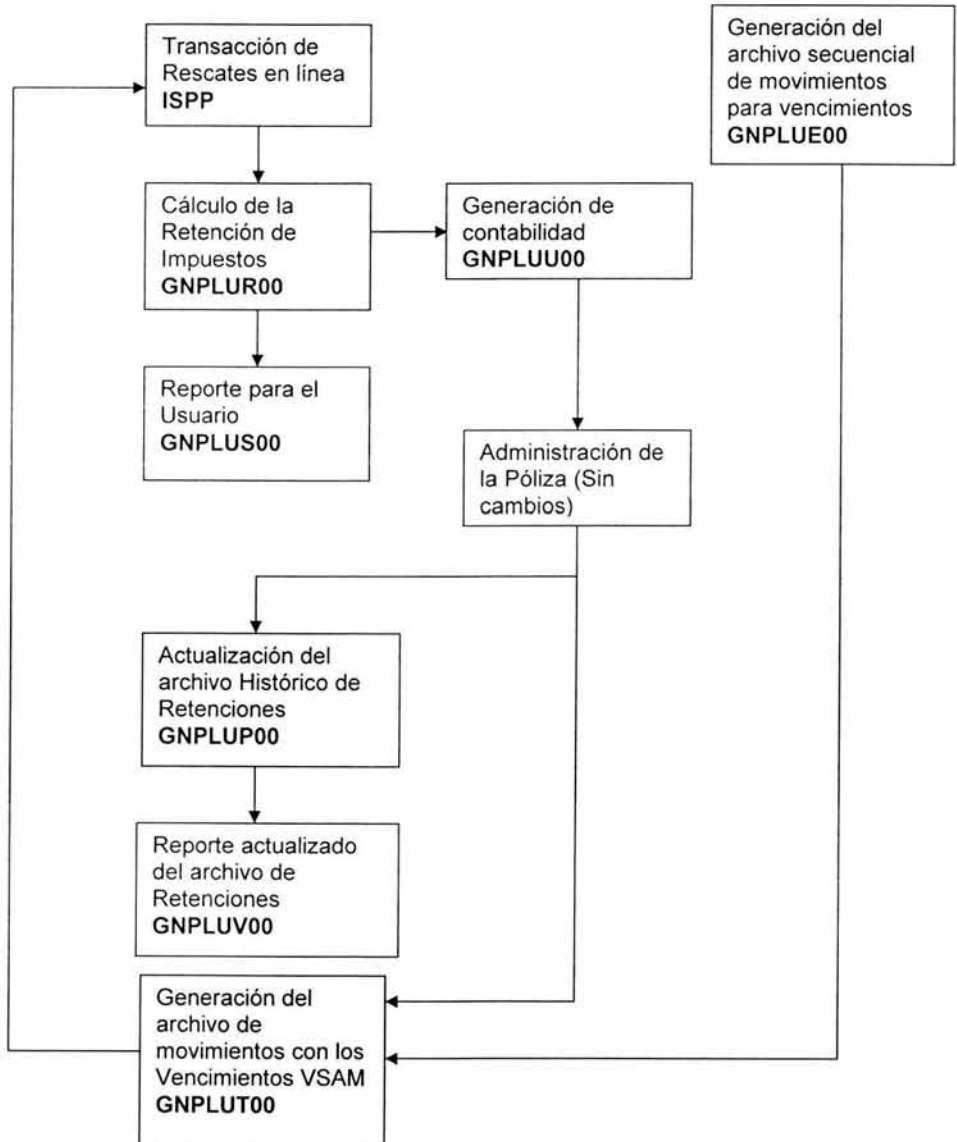 Transacción de
Rescates en línea
ISPP
Generación del
archivo secuencial
de movimientos
para vencimientos
GNPLUE00
Cálculo de la
Retención de
Impuestos
GNPLUR00
Generación de
contabilidad
GNPLUU00
Reporte para el
Usuario
GNPLUS00
Administración de
la Póliza (Sin
cambios)
Actualización del
archivo Histórico de
Retenciones
GNPLUP00
Reporte actualizado
del archivo de
Retenciones
GNPLUV00
Generación del
archivo de
movimientos con los
Vencimientos VSAM
GNPLUT00